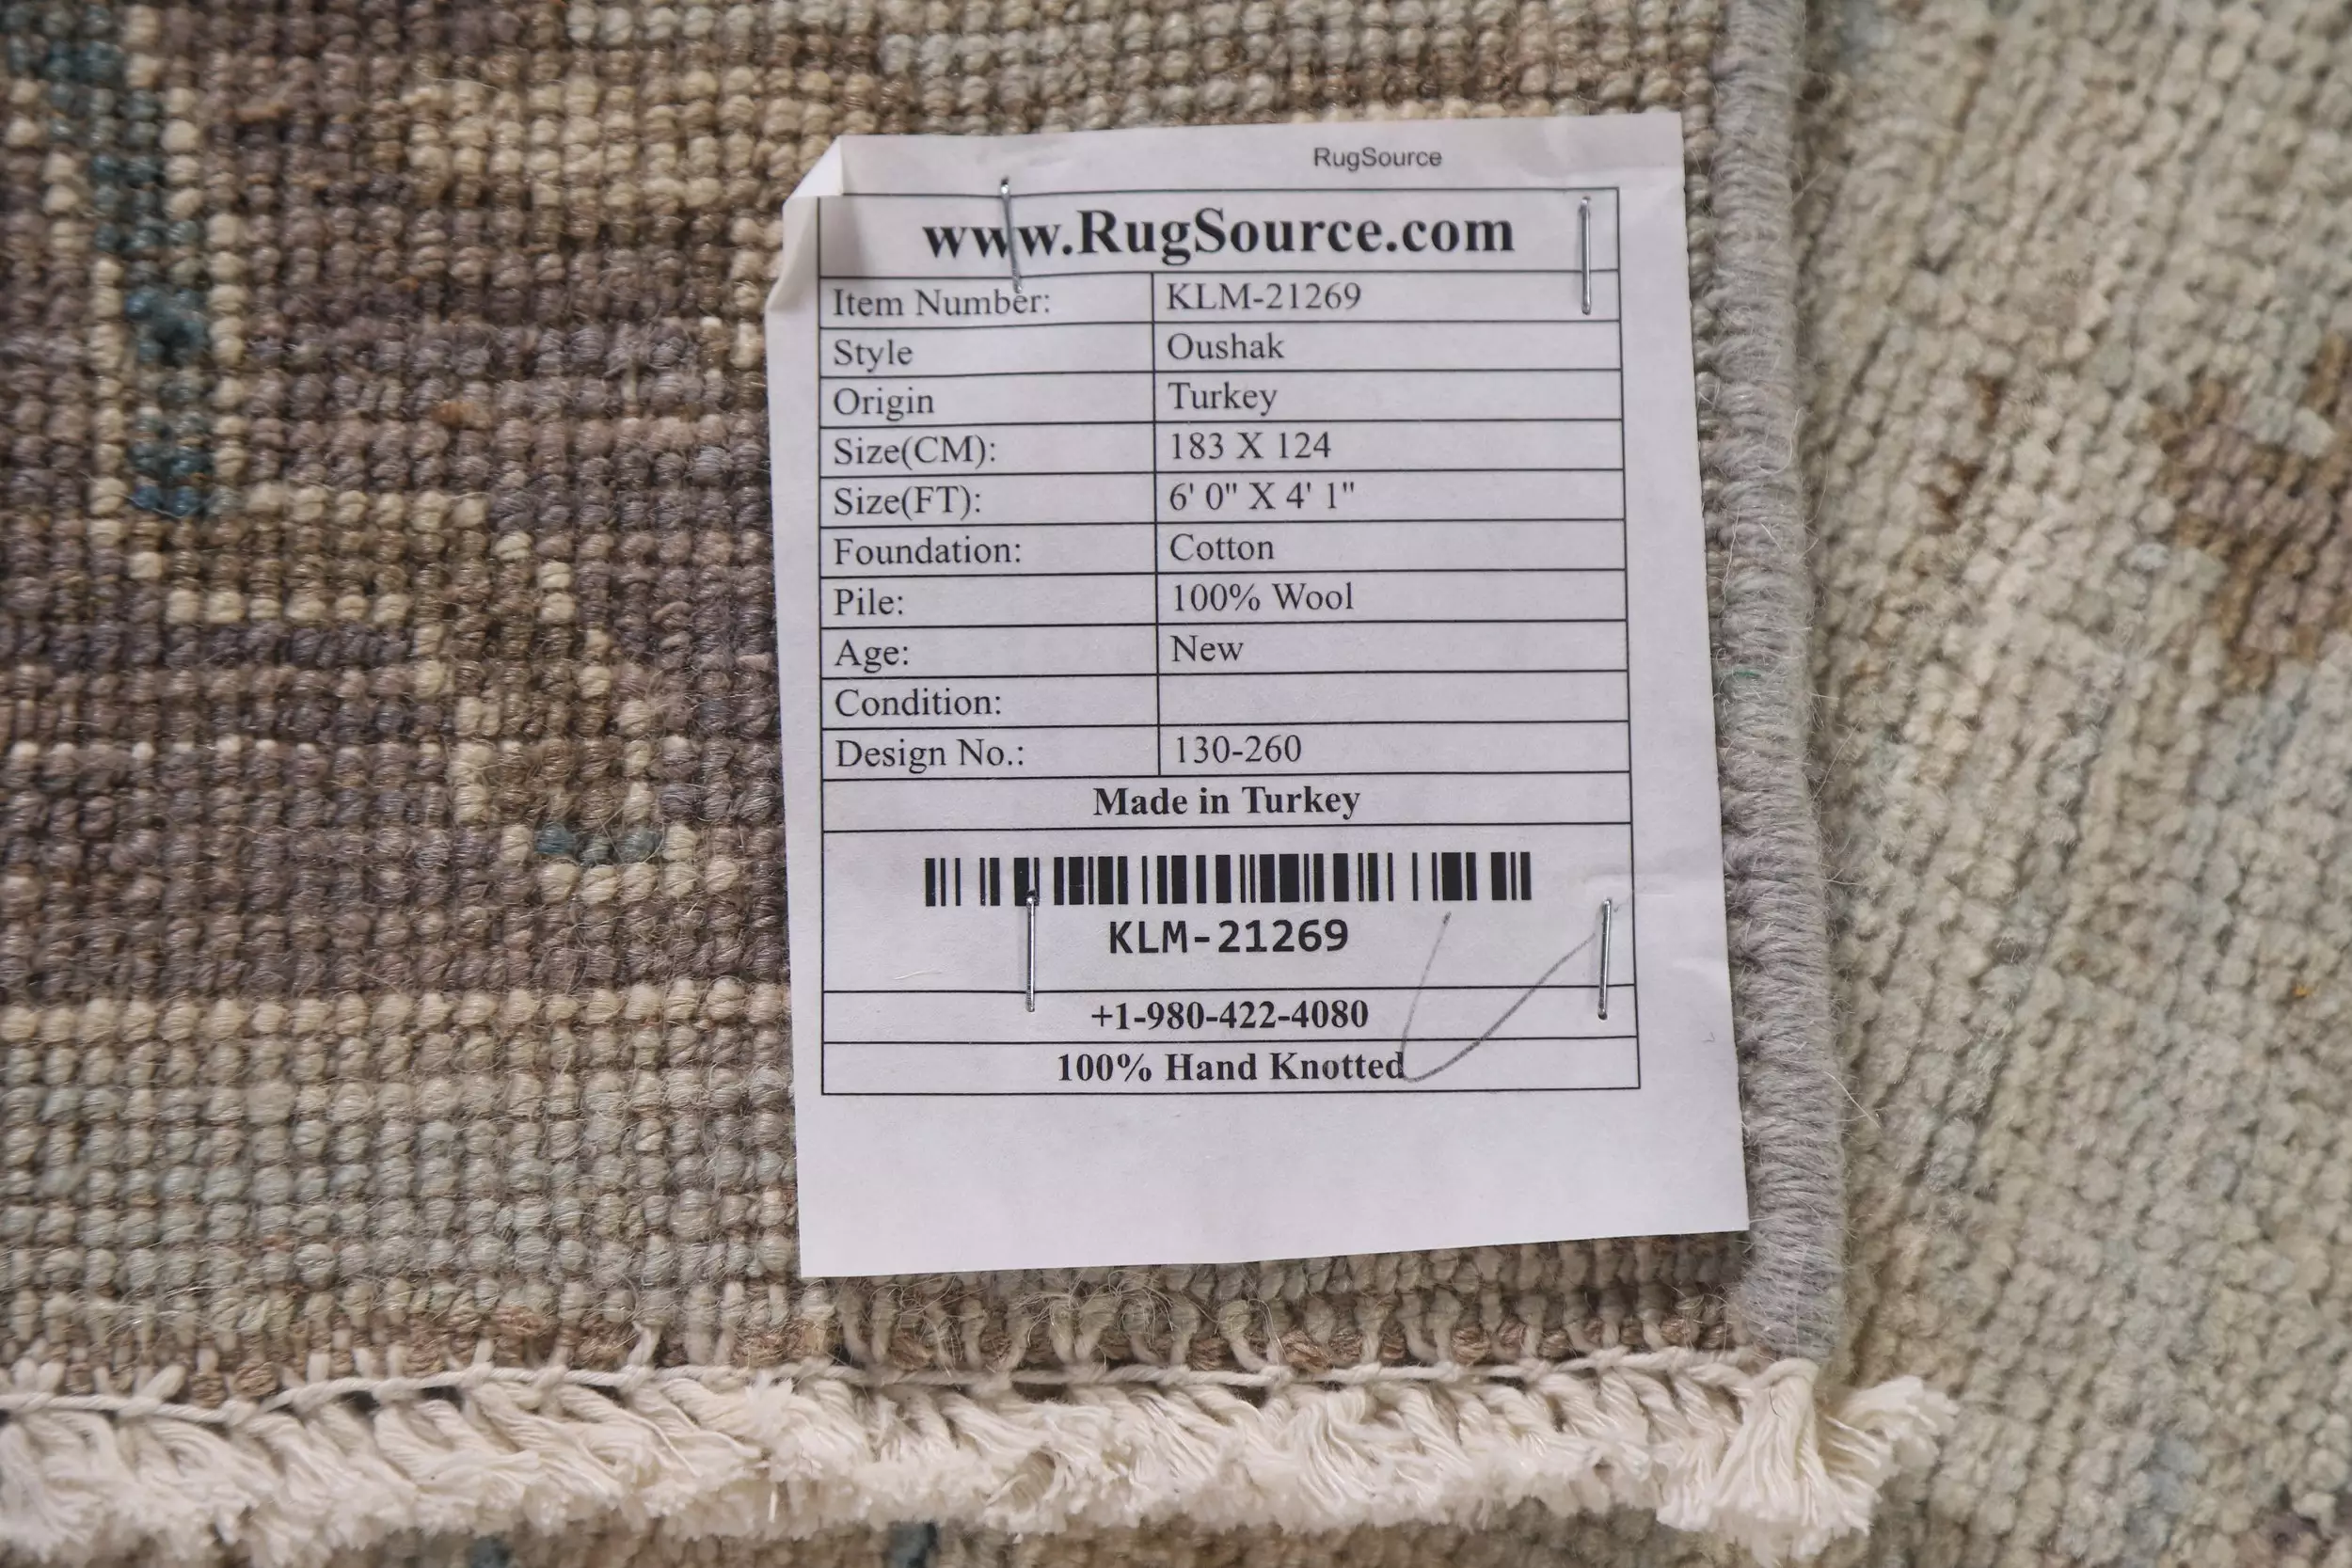 RugSource
www.RugSource.com
Item Number: KLM-21269
Style Oushak
Origin Turkey
Size(CM): 183 X 124
Size(FT): 6' 0" X 4' 1"
Foundation: Cotton
Pile: 100% Wool
Age: New
Condition:
Design No.: 130-260
Made in Turkey
KLM-21269
+1-980-422-4080
100% Hand Knotted